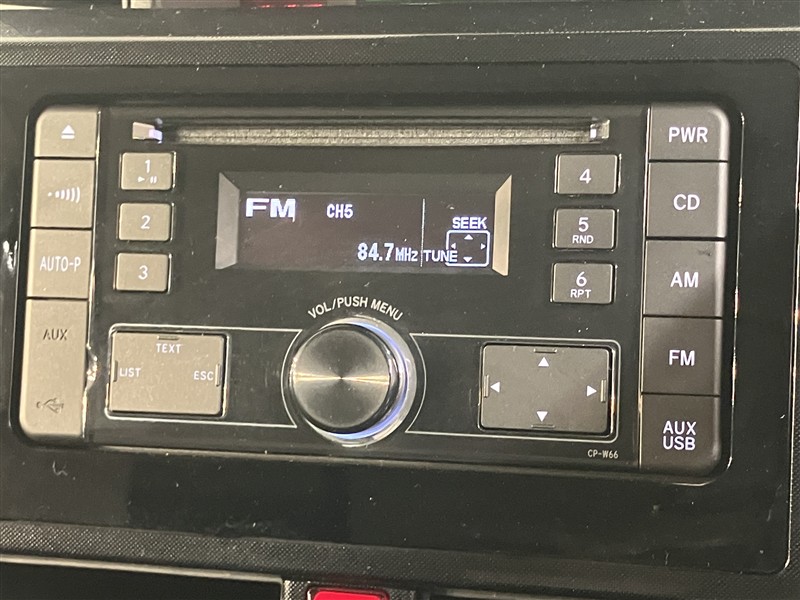 PWR
1
4
CD
2
FM CH5
SEEK
5
RND
84.7MHz TUNE
AUTO-P
3
6
RPT
AM
VOL/PUSH MENU
AUX
TEXT
LIST ESC
FM
AUX
USB
CP-W66